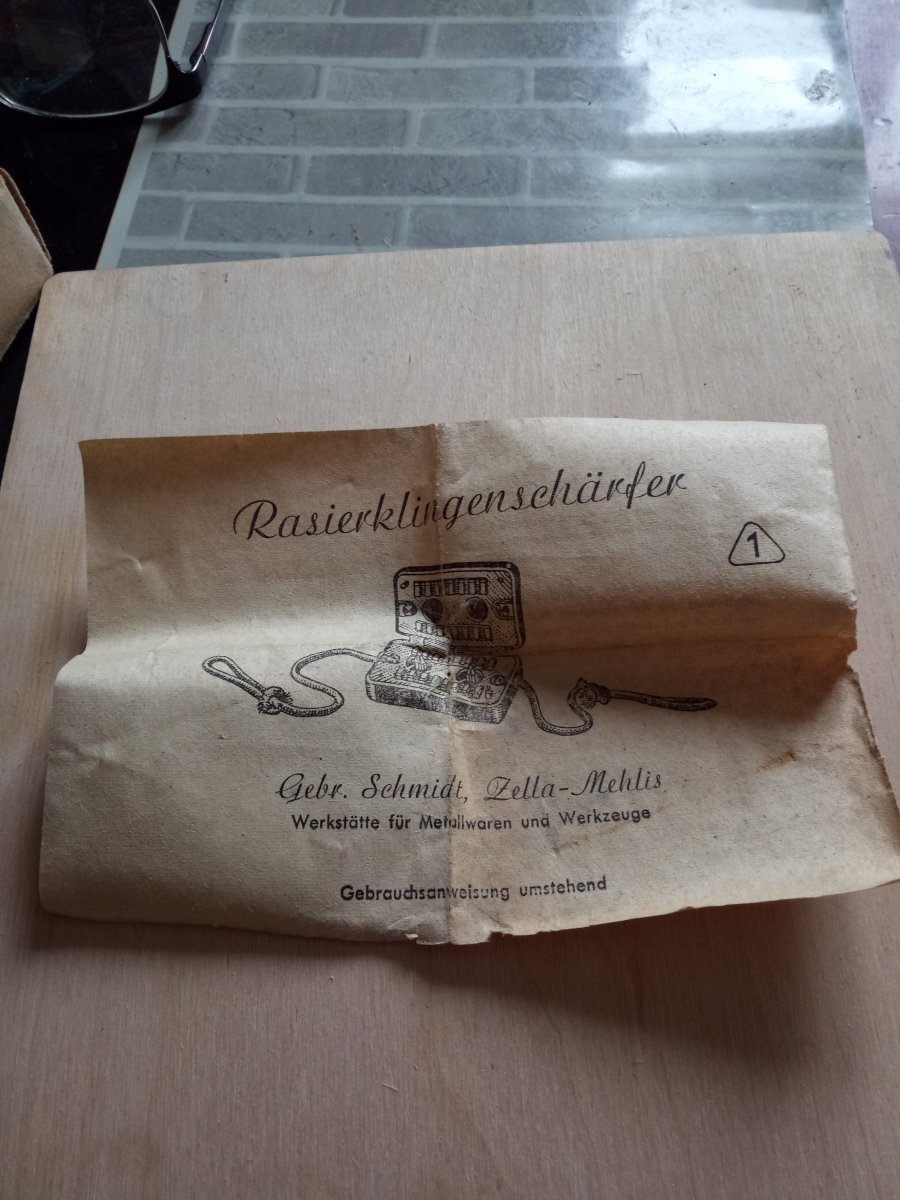 Rasierklingenschärfer
1
Gebr. Schmidt, Zella-Mehlis
Werkstätte für Metallwaren und Werkzeuge
Gebrauchsanweisung umstehend